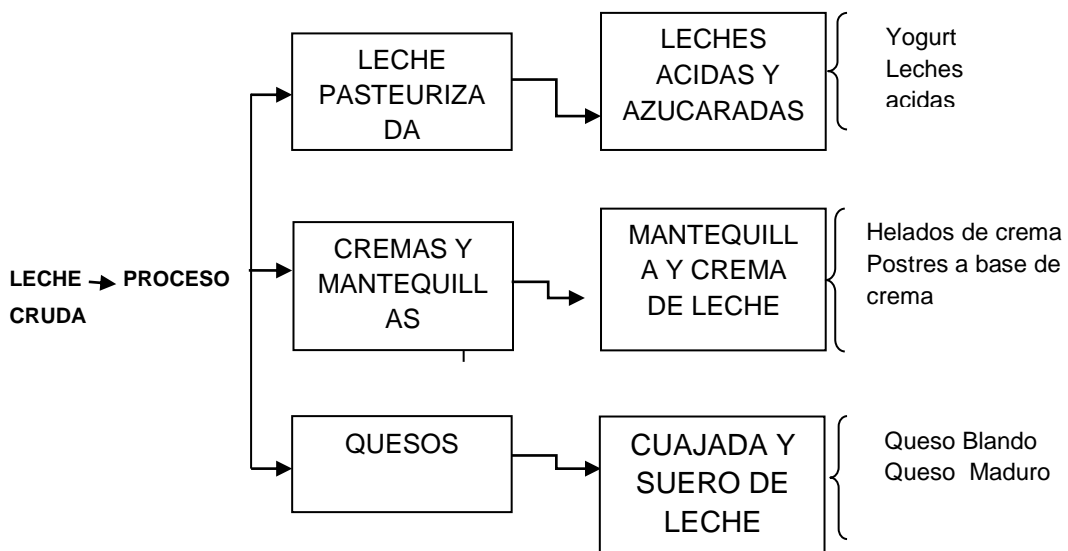 LECHE
PASTEURIZA
DA
LECHES
ACIDAS Y
AZUCARADAS
Yogurt
Leches
acidas
LECHE PROCESO
CRUDA
CREMAS Y
MANTEQUILL
AS
MANTEQUILL
A Y CREMA
DE LECHE
Helados de crema
Postres a base de
crema
QUESOS
CUAJADA Y
SUERO DE
LECHE
Queso Blando
Queso Maduro